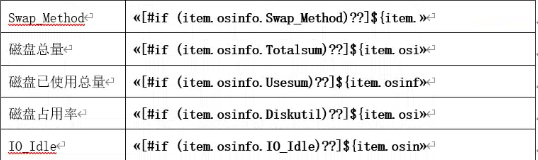 Swap_Method «[#if (item.osinfo.Swap_Method)??]${item.»
磁盘总量 «[#if (item.osinfo.Totalsum)??]${item.osi»
磁盘已使用总量 «[#if (item.osinfo.Usesum)??]${item.osinf»
磁盘占用率 «[#if (item.osinfo.Diskutil)??]${item.osi»
IO_Idle «[#if (item.osinfo.IO_Idle)??]${item.osin»